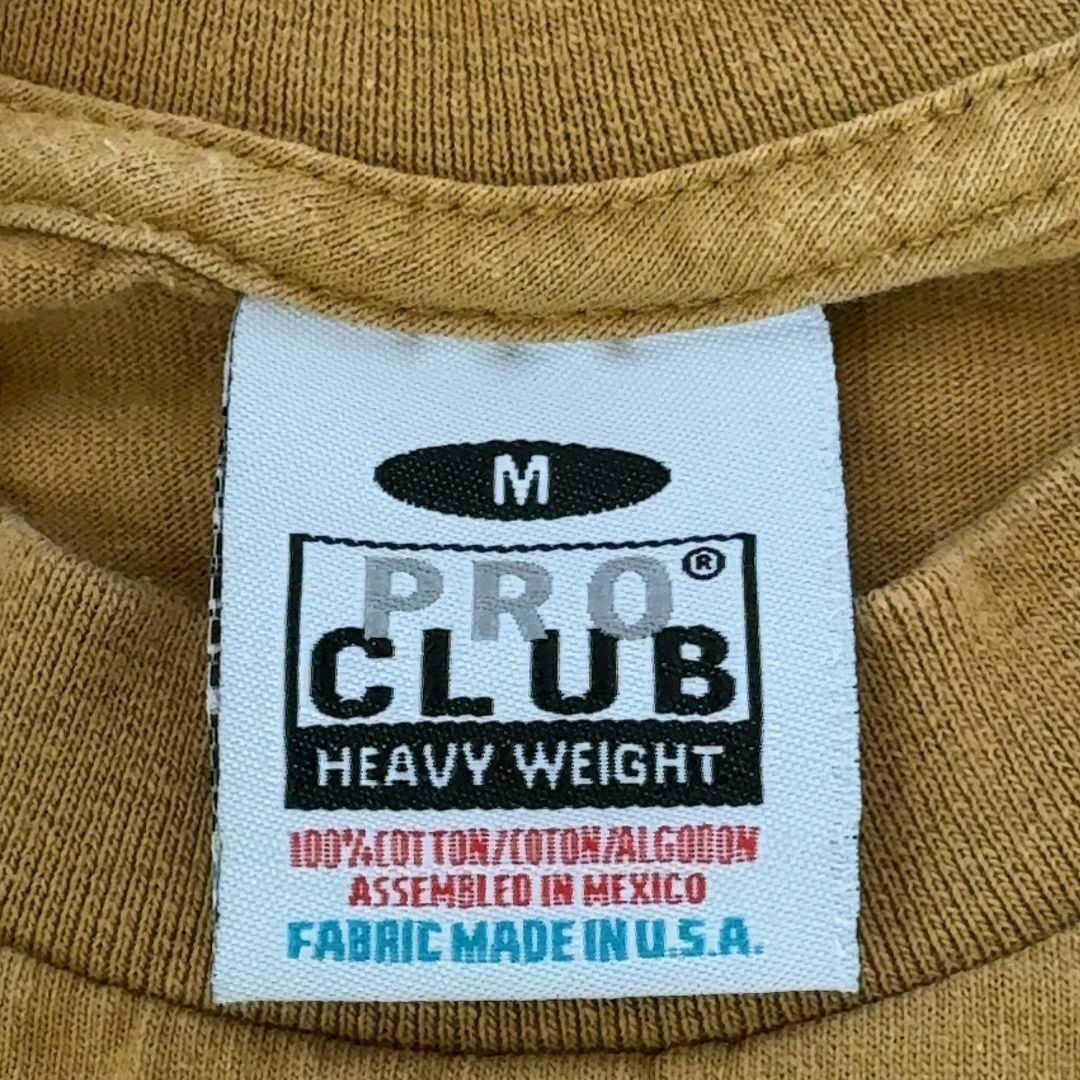 M
PRO®
CLUB
HEAVY WEIGHT
100% COTTON/COTON/ALGODON
ASSEMBLED IN MEXICO
FABRIC MADE IN U.S.A.